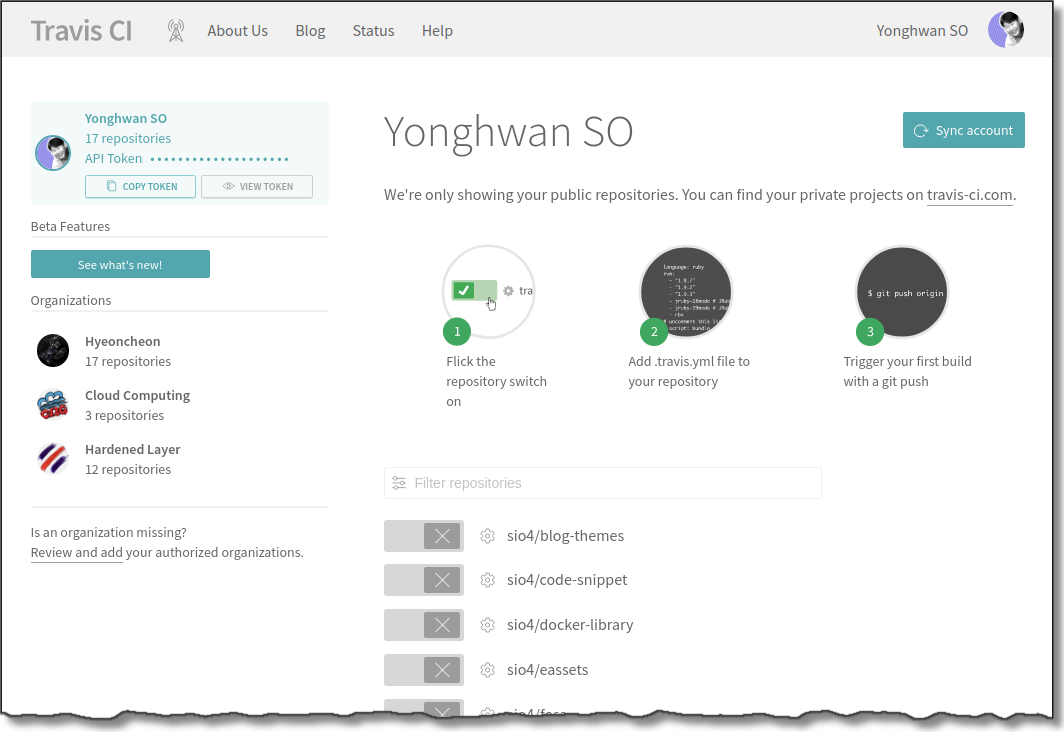 Travis CI About Us Blog Status Help Yonghwan SO
Yonghwan SO
17 repositories
API Token ••••••••••••••••••••
COPY TOKEN VIEW TOKEN
Beta Features
See what's new!
Organizations
Hyeoncheon
17 repositories
Cloud Computing
3 repositories
Hardened Layer
12 repositories
Is an organization missing?
Review and add your authorized organizations.
Yonghwan SO
Sync account
We're only showing your public repositories. You can find your private projects on travis-ci.com.
tra
1
Flick the
repository switch
on
language: ruby
rvm:
- "1.8.7"
- "1.9.2"
- "1.9.3"
- jruby-18mode # JRub
- jruby-19mode # JRub
- rbx
# uncomment this lin
script: bundle
2
Add .travis.yml file to
your repository
$ git push origin
3
Trigger your first build
with a git push
Filter repositories
sio4/blog-themes
sio4/code-snippet
sio4/docker-library
sio4/eassets